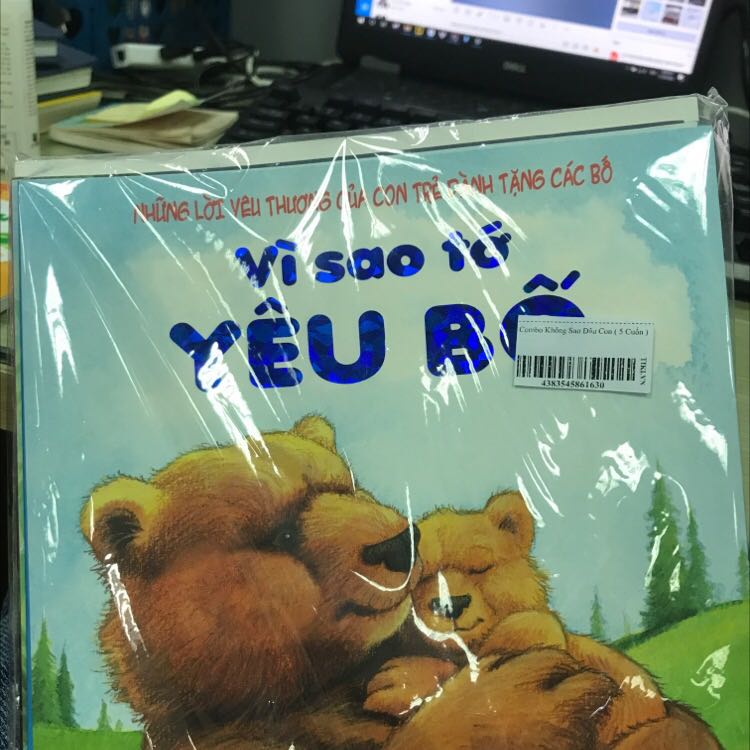 DELL
NHỮNG LỜI YÊU THƯƠNG CỦA CON TRẺ DÀNH TẶNG CÁC BỐ
Vì sao tớ
YÊU BỐ
Combo Không Sao Đâu Con ( 5 Cuốn )
TIKI.VN
4383545861630